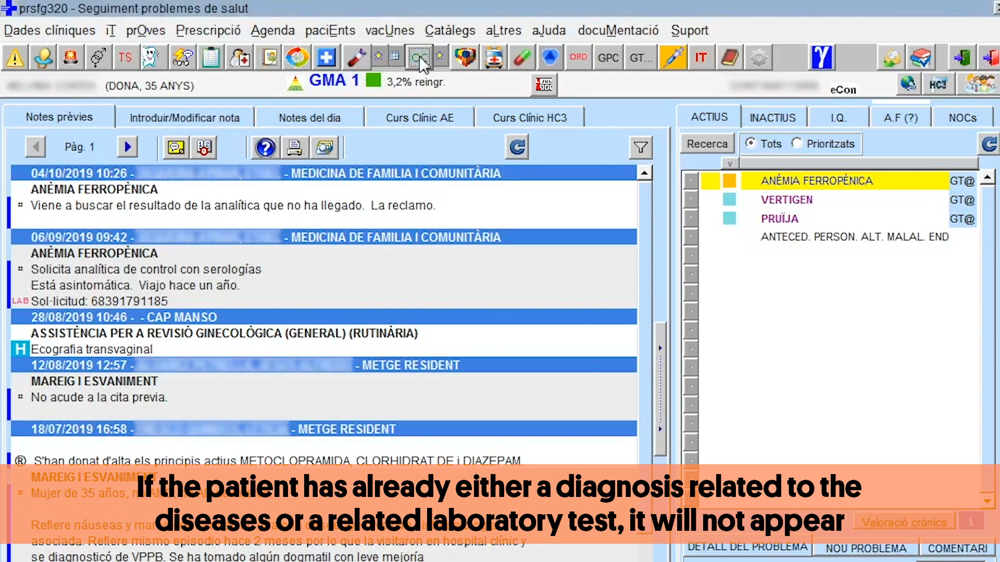 prsfg320 - Seguiment problemes de salut
Dades clíniques iT prOves Prescripció Agenda paciEnts vacUnes Catàlegs aLtres aJuda docuMentació Suport
TS ORD GPC GT... IT γ
(DONA, 35 ANYS) GMA 1 3,2% reingr. eCon HC3
Notes prèvies Introduir/Modificar nota Notes del dia Curs Clínic AE Curs Clínic HC3
Pàg. 1
04/10/2019 10:26 - - MEDICINA DE FAMILIA I COMUNITÀRIA
ANÈMIA FERROPÈNICA
Viene a buscar el resultado de la analítica que no ha llegado. La reclamo.
06/09/2019 09:42 - - MEDICINA DE FAMILIA I COMUNITÀRIA
ANÈMIA FERROPÈNICA
Solicita analítica de control con serologías
Está asintomática. Viajo hace un año.
LAB Sol·licitud: 68391791185
28/08/2019 10:46 - - CAP MANSO
ASSISTÈNCIA PER A REVISIÓ GINECOLÒGICA (GENERAL) (RUTINÀRIA)
H Ecografia transvaginal
12/08/2019 12:57 - - METGE RESIDENT
MAREIG I ESVANIMENT
No acude a la cita previa.
18/07/2019 16:58 - - METGE RESIDENT
® S'han donat d'alta els principis actius METOCLOPRAMIDA, CLORHIDRAT DE i DIAZEPAM.
MAREIG I ESVANIMENT
Mujer de 35 años,
Refiere náuseas y
asociada. Refiere mismo episodio hace 2 meses por lo que la visitaron en hospital clínic y
se diagnosticó de VPPB. Se ha tomado algún dogmatil con leve mejoría
ACTIUS INACTIUS I.Q. A.F (?) NOCs
Recerca Tots Prioritzats
v
ANÈMIA FERROPÈNICA GT@
VERTIGEN GT@
PRUÏJA GT@
ANTECED. PERSON. ALT. MALAL. END
Valoració crònics i
DETALL DEL PROBLEMA NOU PROBLEMA COMENTARI
If the patient has already either a diagnosis related to the
diseases or a related laboratory test, it will not appear